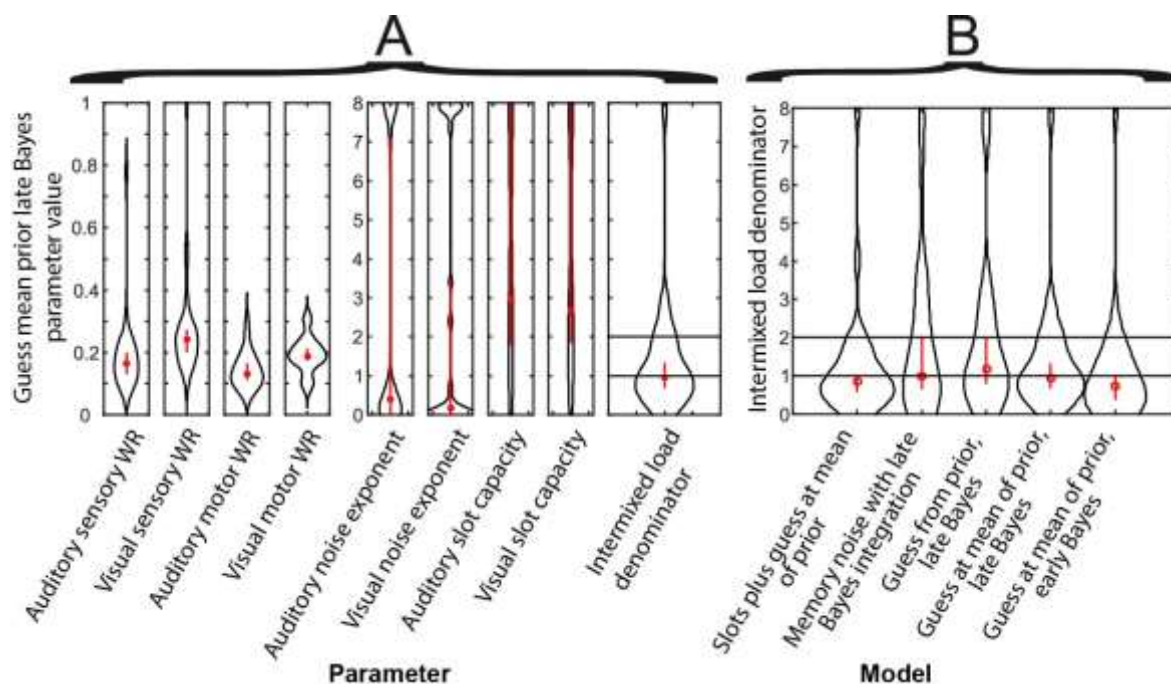 A
B
Guess mean prior late Bayes
parameter value
1
0.8
0.6
0.4
0.2
0
8
7
6
5
4
3
2
1
0
Auditory sensory WR
Visual sensory WR
Auditory motor WR
Visual motor WR
Auditory noise exponent
Visual noise exponent
Auditory slot capacity
Visual slot capacity
Intermixed load
denominator
Parameter
Intermixed load denominator
8
7
6
5
4
3
2
1
0
Slots plus guess at mean
of prior
Memory noise with late
Bayes integration
Guess from prior,
late Bayes
Guess at mean of prior,
late Bayes
Guess at mean of prior,
early Bayes
Model